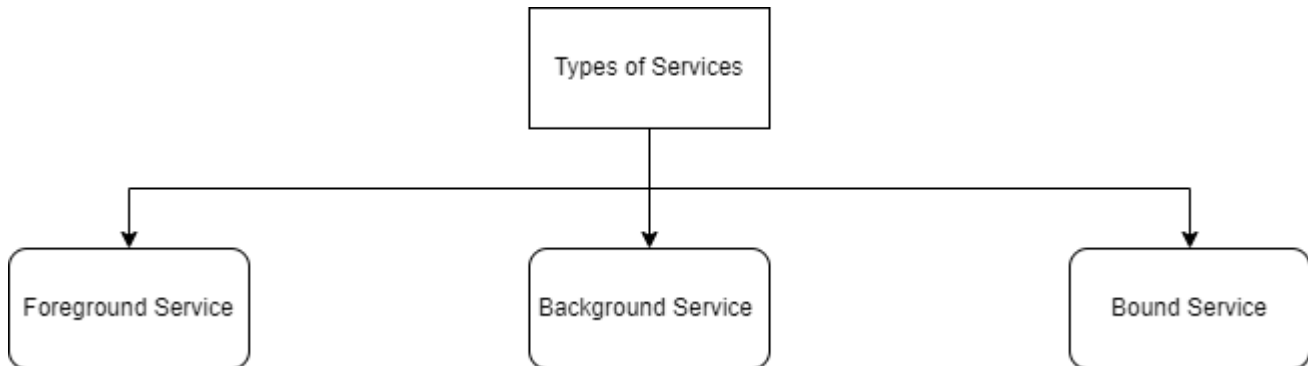 Types of Services
Foreground Service
Background Service
Bound Service